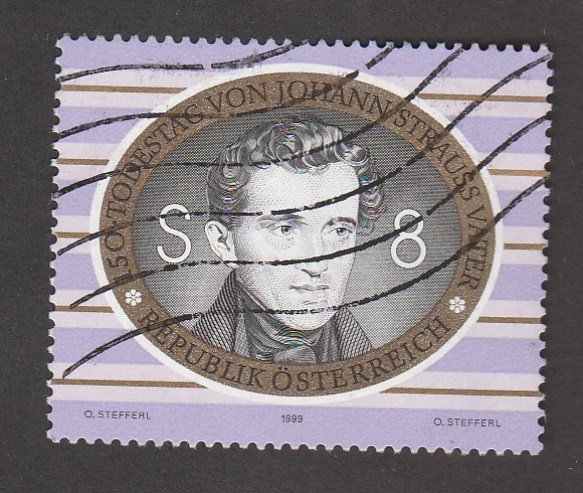 150. TODESTAG VON JOHANN STRAUSS VATER
S 8
REPUBLIK ÖSTERREICH
O. STEFFERL 1999 O. STEFFERL